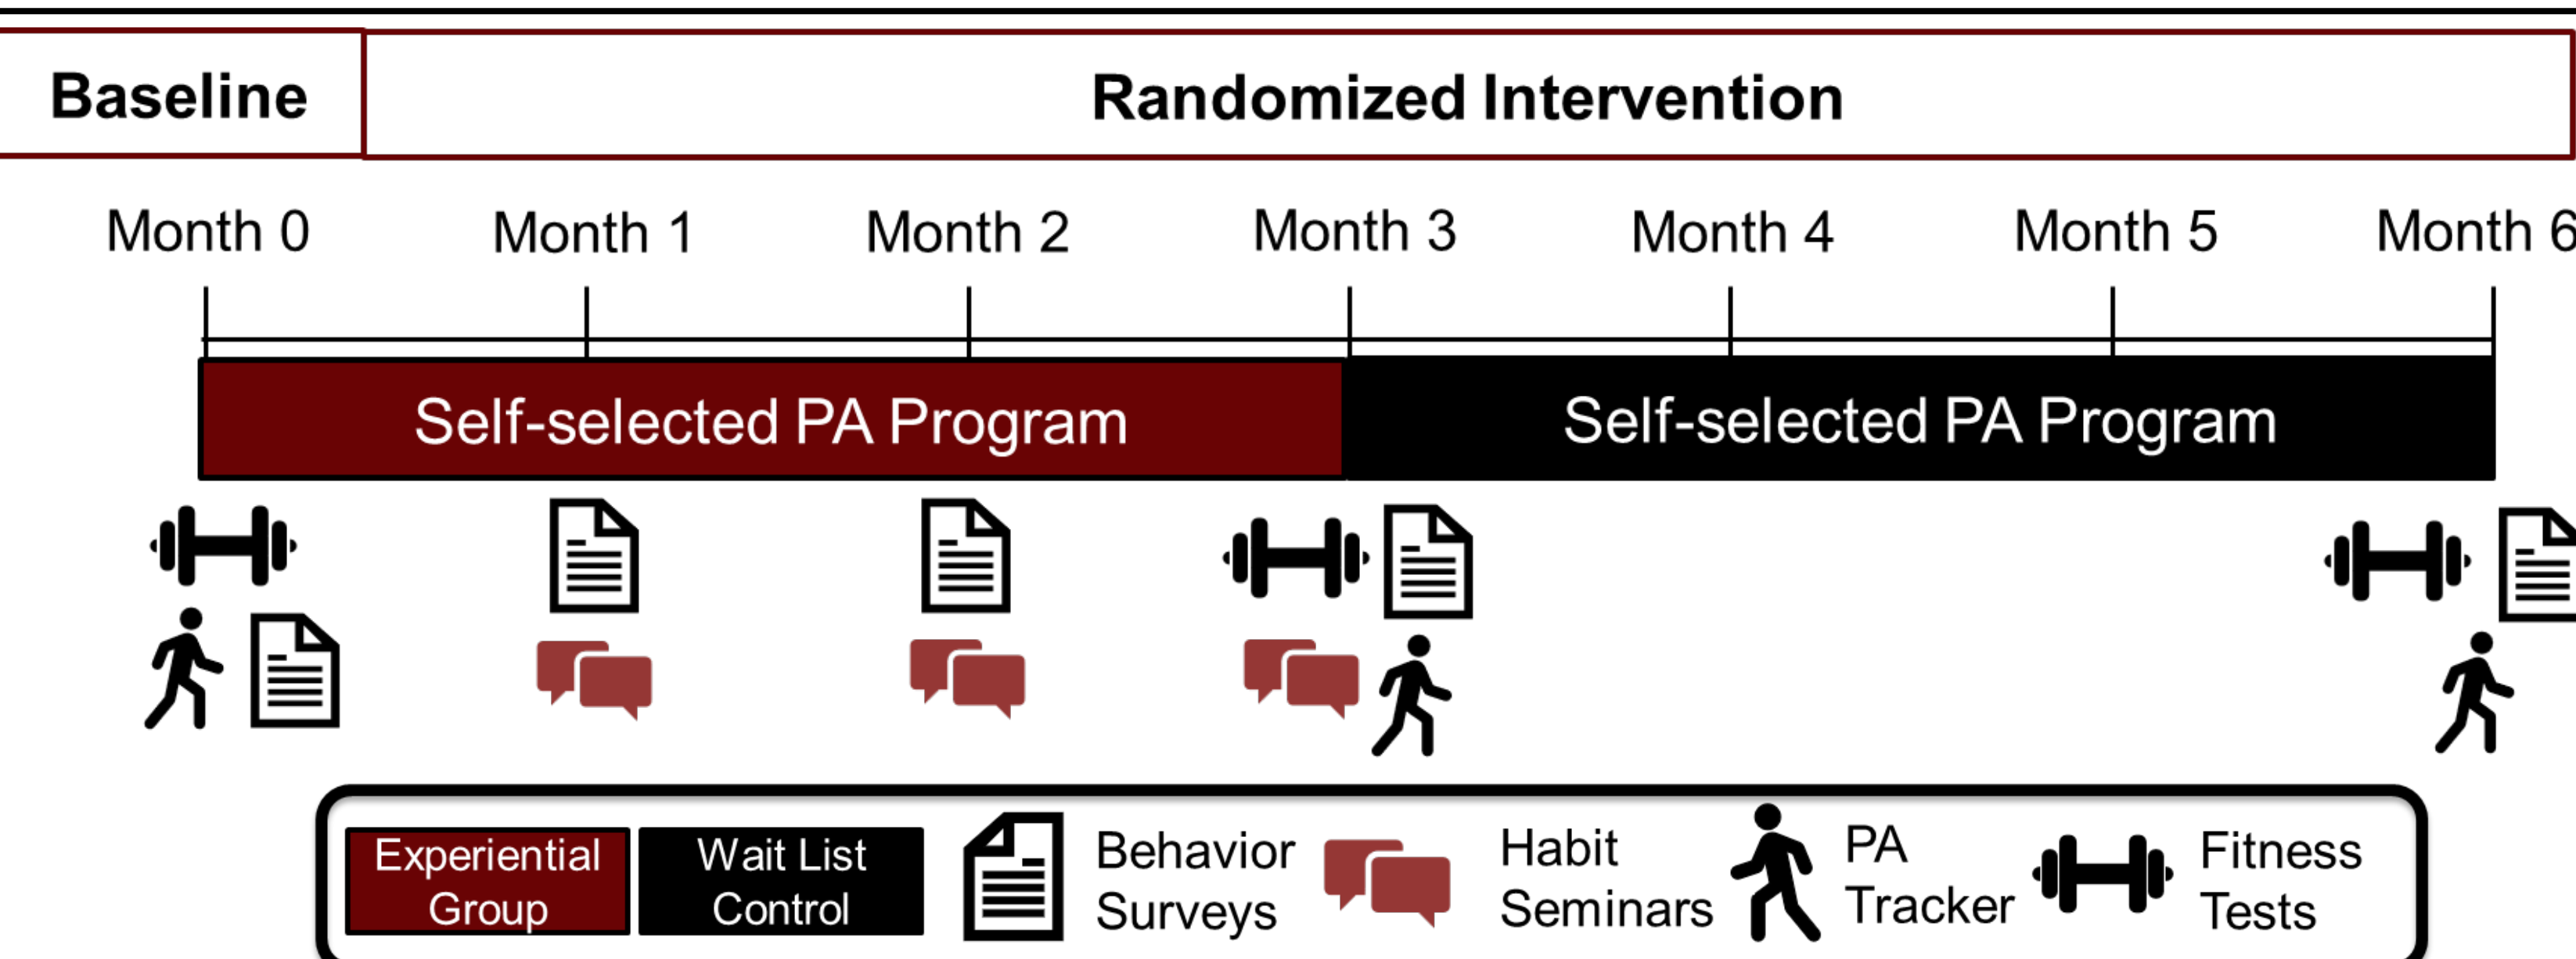 Baseline
Randomized Intervention
Month 0
Month 1
Month 2
Month 3
Month 4
Month 5
Month 6
Self-selected PA Program
Self-selected PA Program
Experiential
Group
Wait List
Control
Behavior
Surveys
Habit
Seminars
PA
Tracker
Fitness
Tests